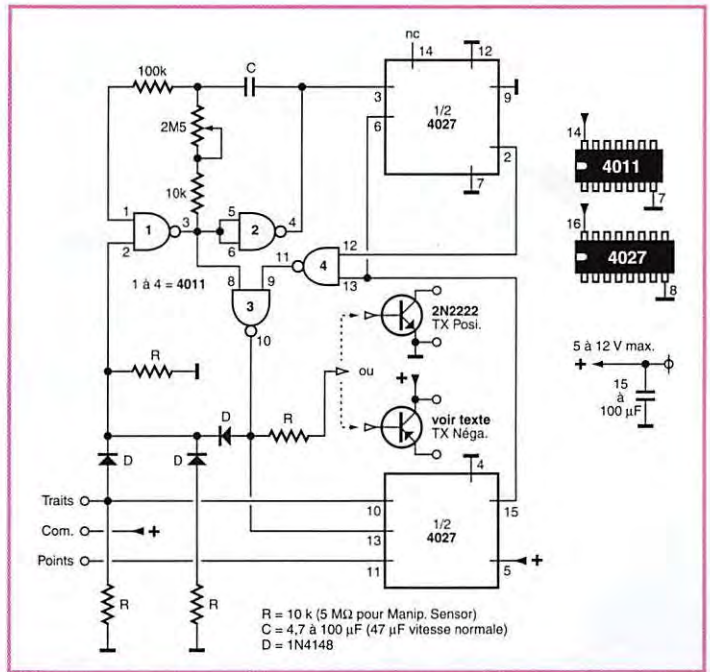 nc
14
12
100k
C
3
1/2
4027
9
6
2
7
2M5
10k
1
1
2
3
5
6
2
4
14
4011
7
16
4027
8
1 à 4 = 4011
8
9
3
10
11
4
12
13
2N2222
TX Posi.
ou
+
voir texte
TX Néga.
5 à 12 V max.
+
15
à
100 µF
R
D
R
D
D
Traits
Com.
+
Points
R
R
4
10
1/2
4027
15
13
11
5
+
R = 10 k (5 MΩ pour Manip. Sensor)
C = 4,7 à 100 µF (47 µF vitesse normale)
D = 1N4148